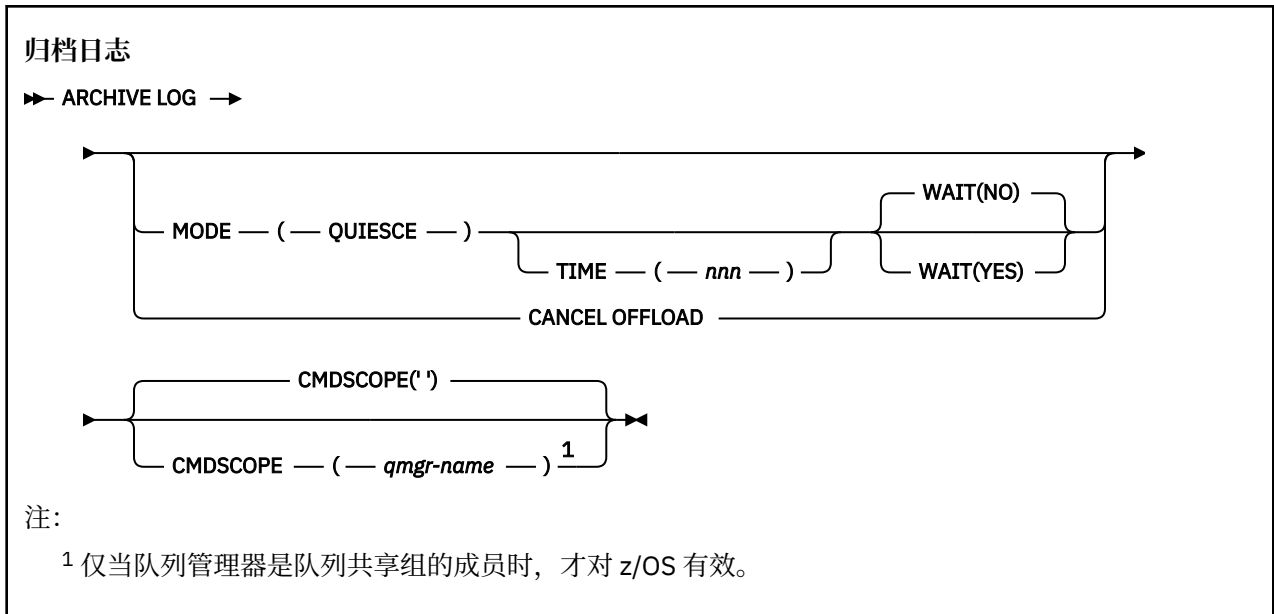 归档日志
ARCHIVE LOG
WAIT(NO)
MODE ( QUIESCE )
TIME ( nnn )
WAIT(YES)
CANCEL OFFLOAD
CMDSCOPE(' ')
CMDSCOPE ( qmgr-name ) 1
注：
1 仅当队列管理器是队列共享组的成员时，才对 z/OS 有效。